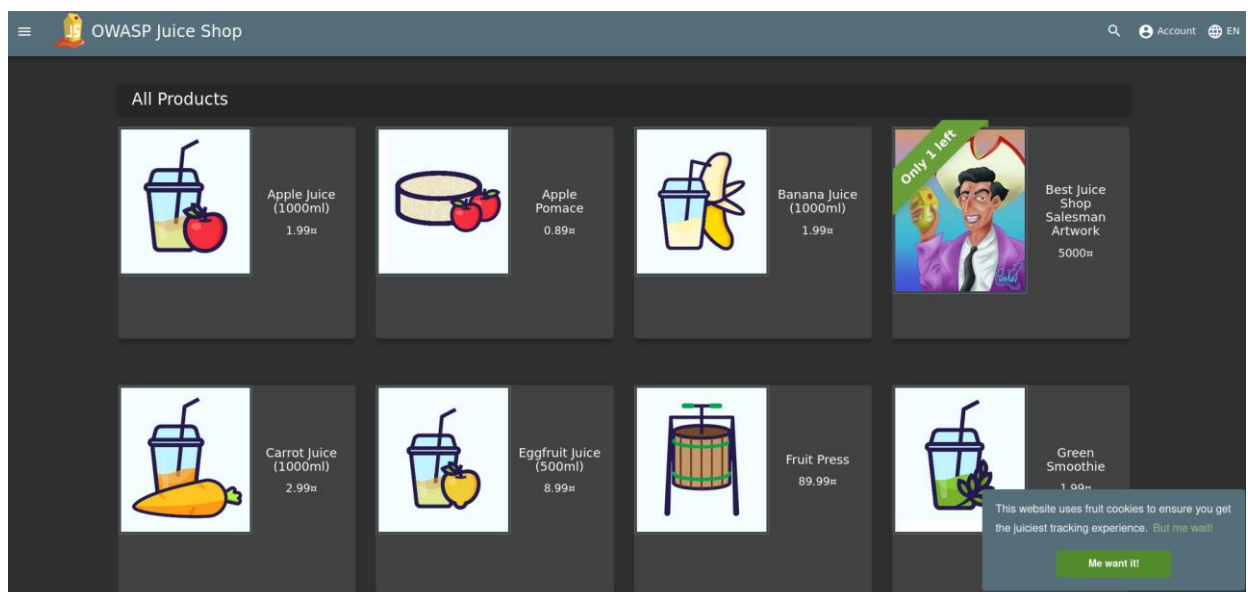 OWASP Juice Shop
Account
EN
All Products
Only 1 left
Apple Juice
(1000ml)
1.99¤
Apple
Pomace
0.89¤
Banana Juice
(1000ml)
1.99¤
Best Juice
Shop
Salesman
Artwork
5000¤
Carrot Juice
(1000ml)
2.99¤
Eggfruit Juice
(500ml)
8.99¤
Fruit Press
89.99¤
Green
Smoothie
1.99¤
This website uses fruit cookies to ensure you get
the juiciest tracking experience. But me wait!
Me want it!